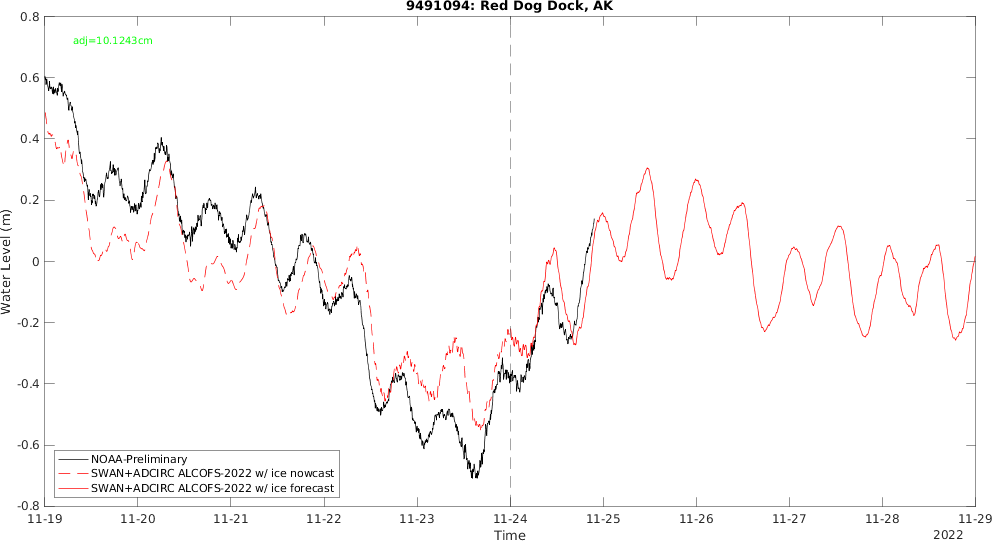 9491094: Red Dog Dock, AK
adj=10.1243cm
0.8
0.6
0.4
0.2
0
-0.2
-0.4
-0.6
-0.8
Water Level (m)
NOAA-Preliminary
SWAN+ADCIRC ALCOFS-2022 w/ ice nowcast
SWAN+ADCIRC ALCOFS-2022 w/ ice forecast
11-19 11-20 11-21 11-22 11-23 11-24 11-25 11-26 11-27 11-28 11-29
Time
2022